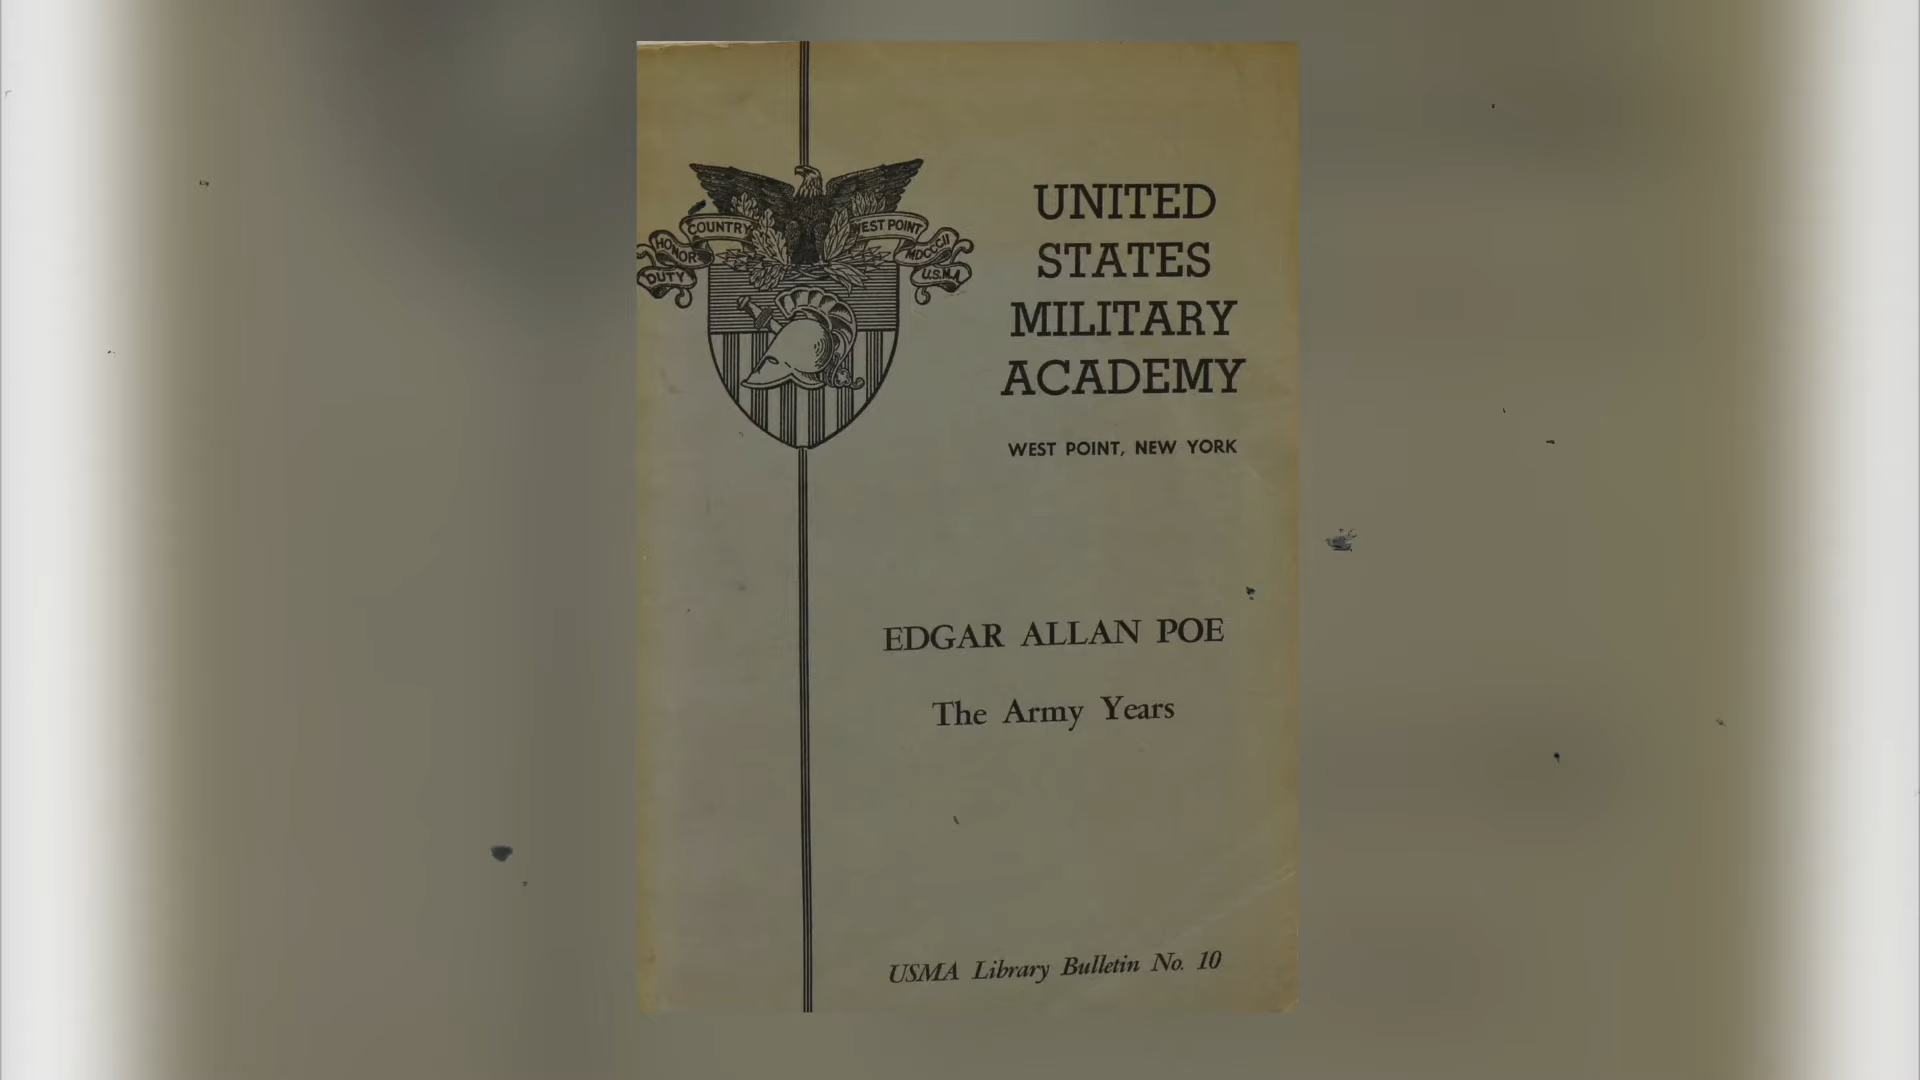 COUNTRY
HONOR
DUTY
WEST POINT
MDCCCII
U.S.M.A.
UNITED
STATES
MILITARY
ACADEMY
WEST POINT, NEW YORK
EDGAR ALLAN POE
The Army Years
USMA Library Bulletin No. 10